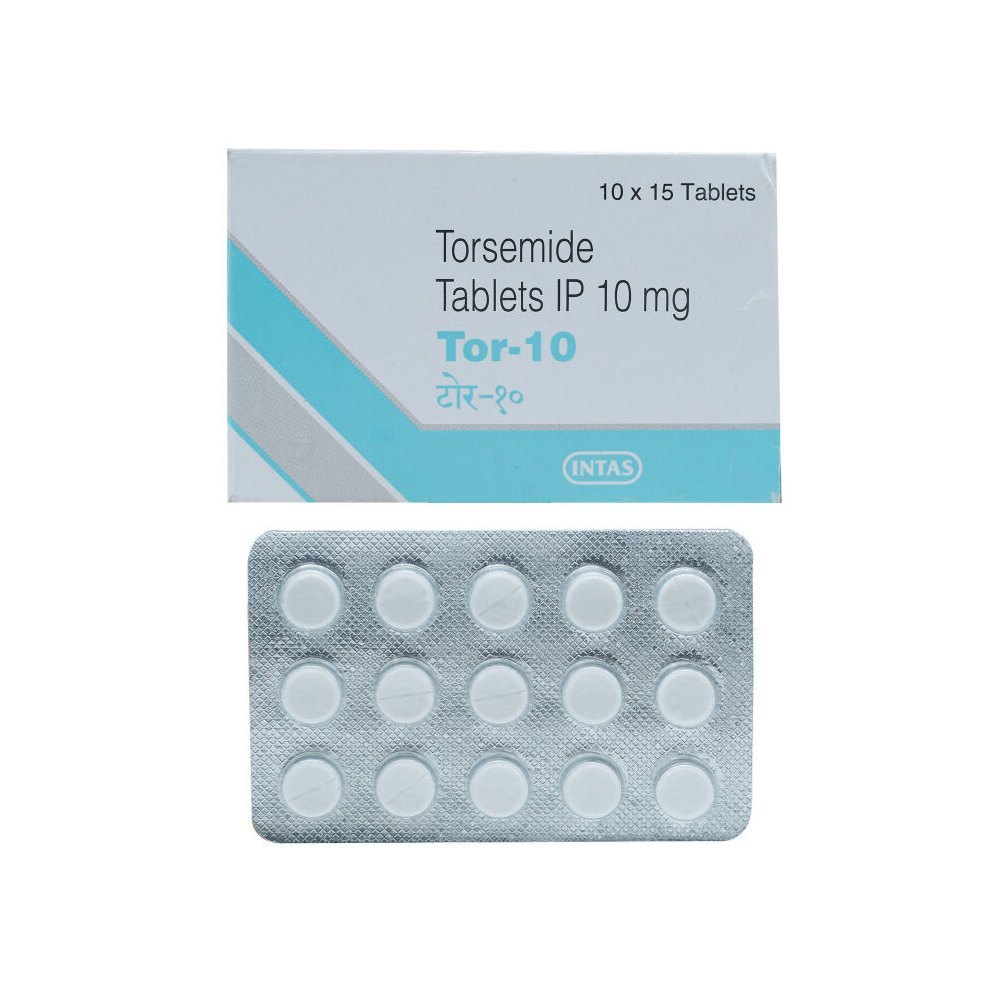 10 x 15 Tablets
Torsemide
Tablets IP 10 mg
Tor-10
टोर-१०
INTAS